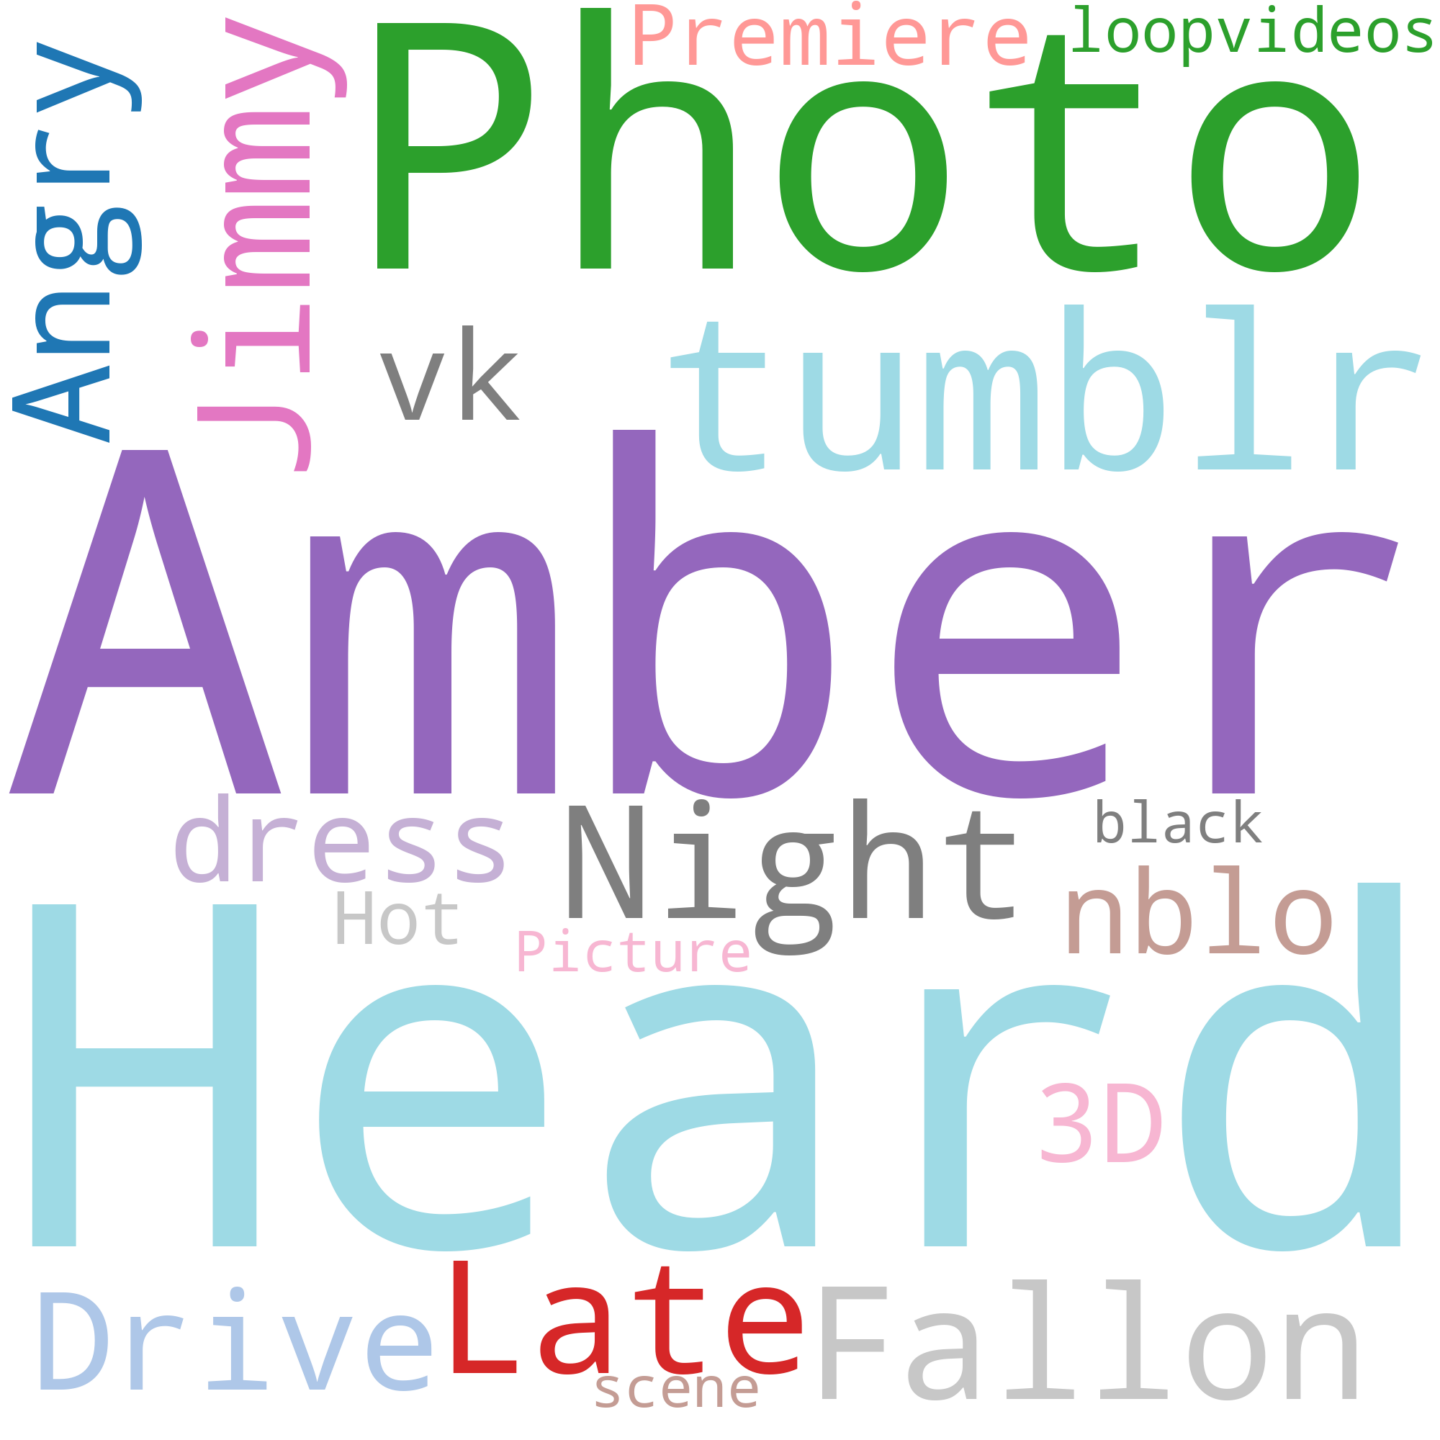 Premiere
loopvideos
Angry
Jimmy
Photo
vk
tumblr
Amber
dress
Night
black
Hot
Picture
nblo
Heard
3D
Drive
Late
Fallon
scene